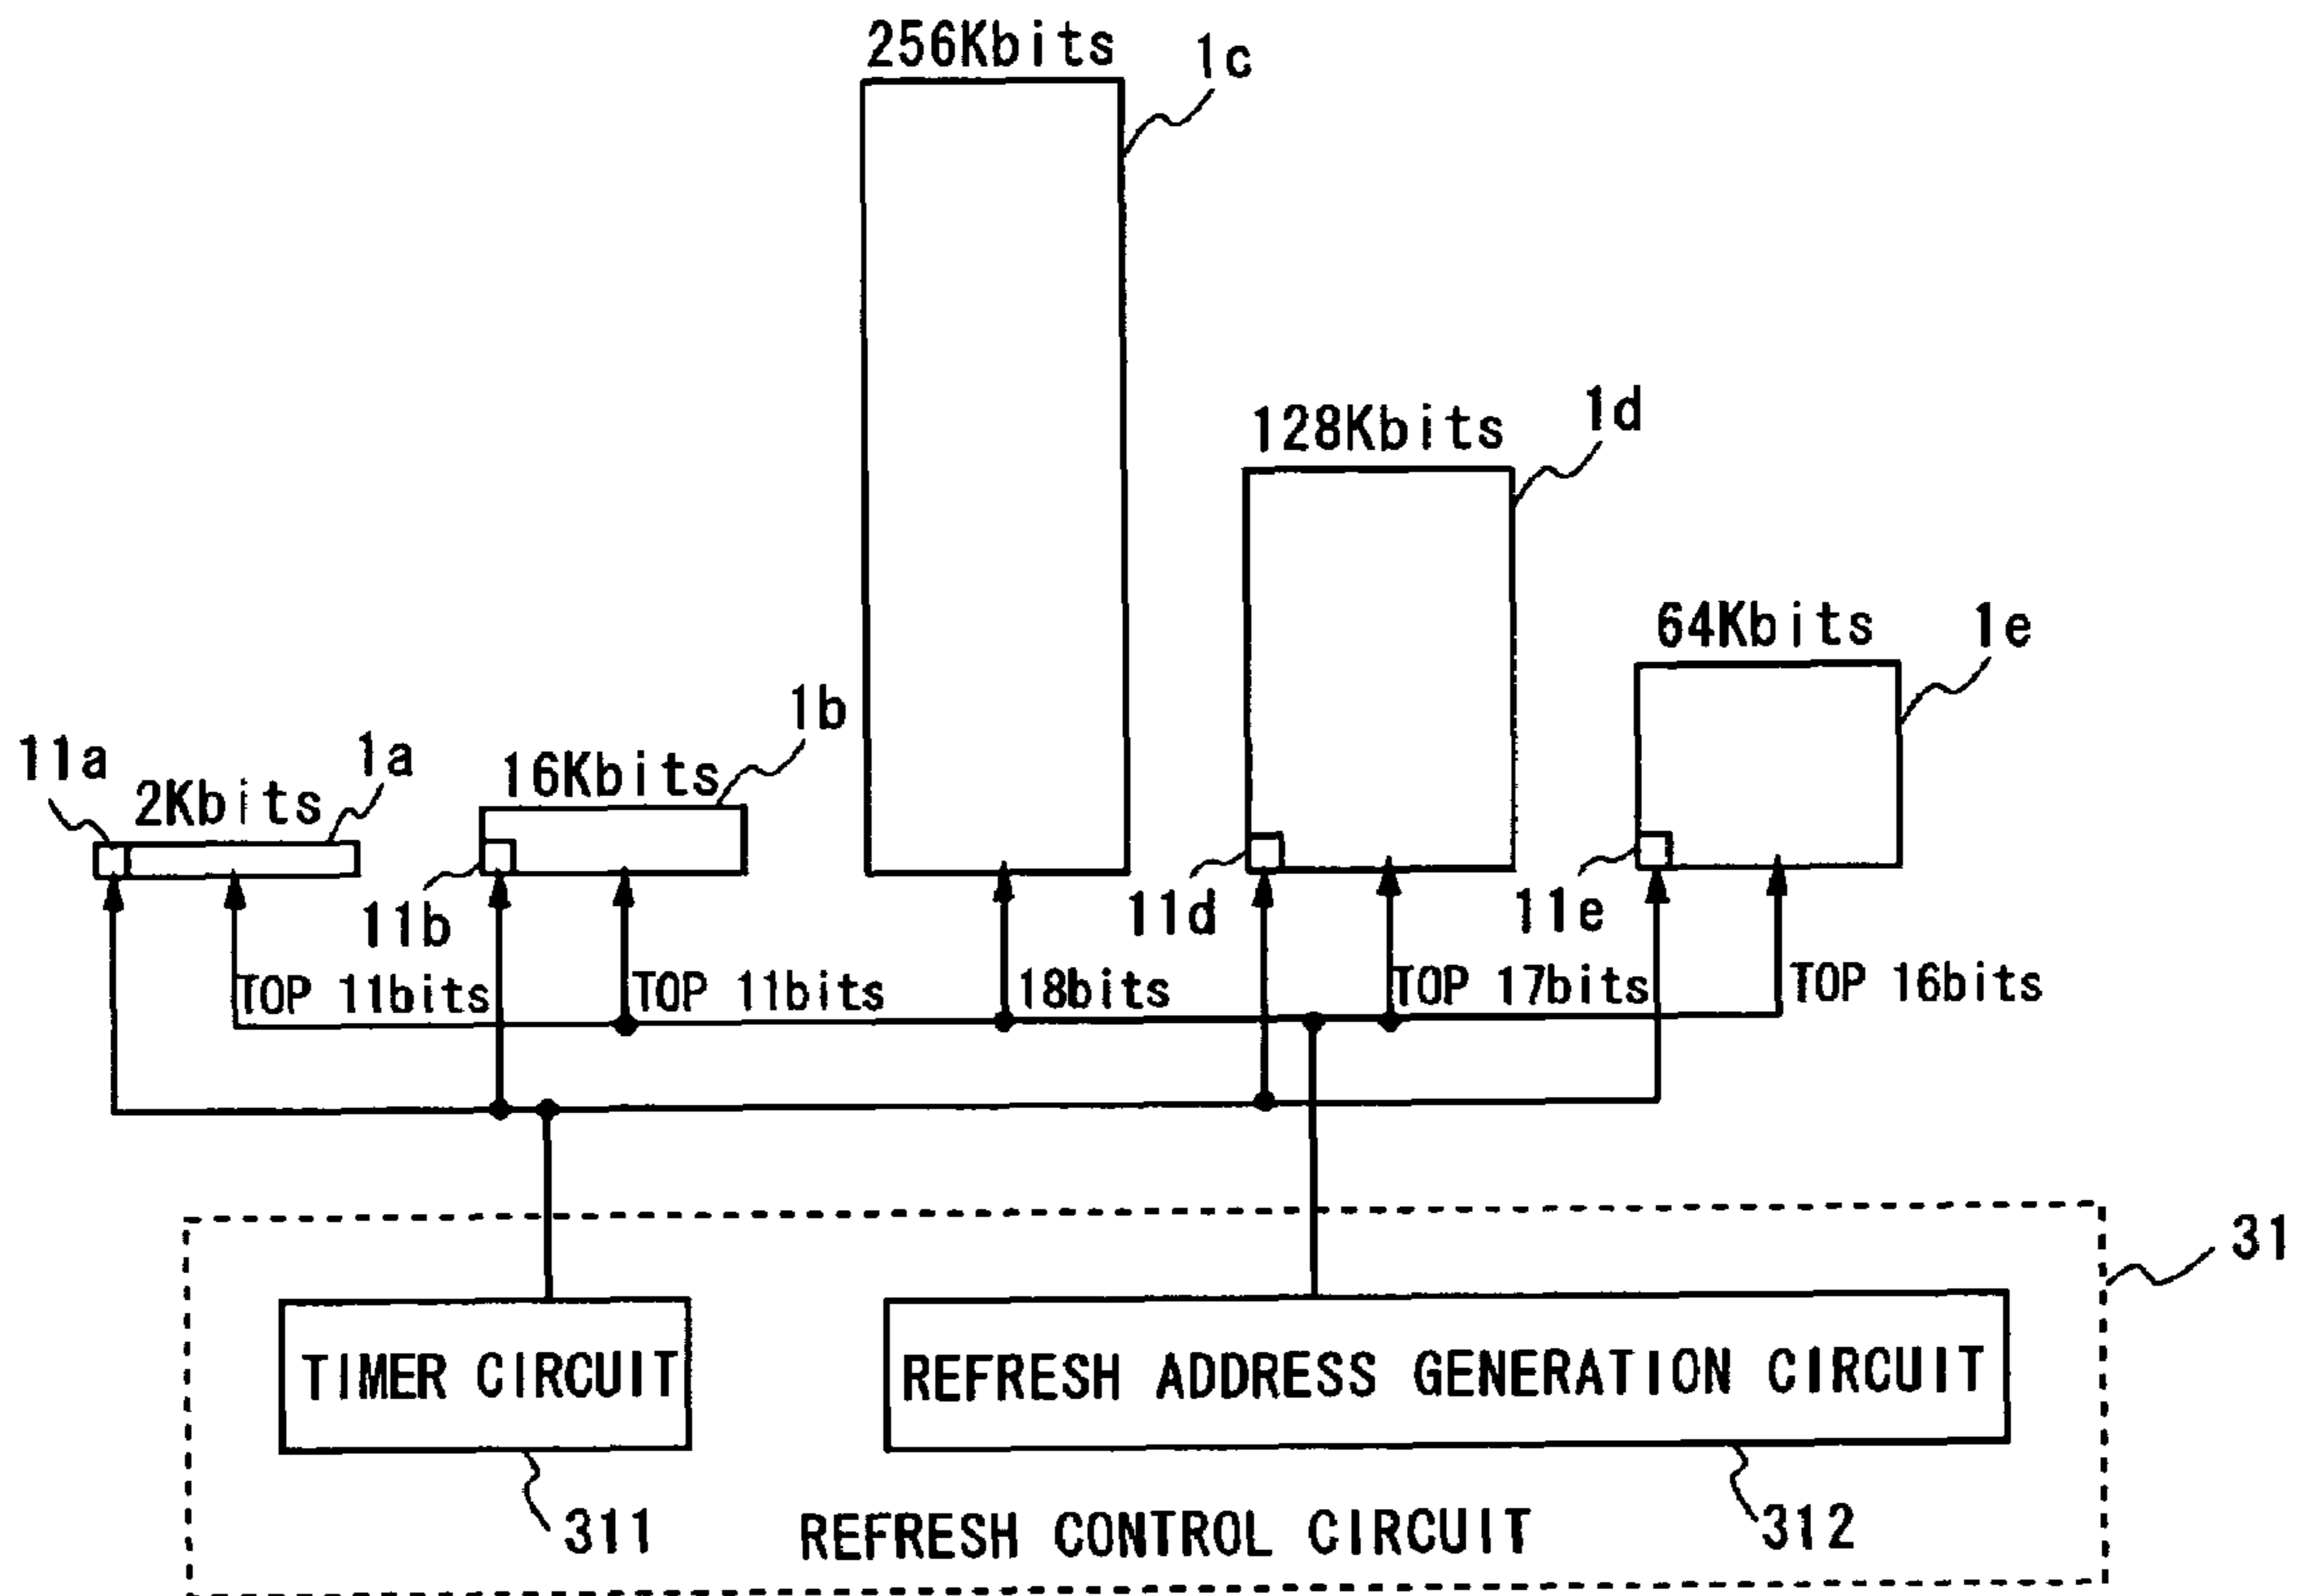 256Kbits
1c
128Kbits
1d
64Kbits
1e
1b
11a
1a
16Kbits
2Kbits
11b
11d
11e
TOP 11bits
TOP 11bits
18bits
TOP 17bits
TOP 16bits
31
TIMER CIRCUIT
REFRESH ADDRESS GENERATION CIRCUIT
311
REFRESH CONTROL CIRCUIT
312